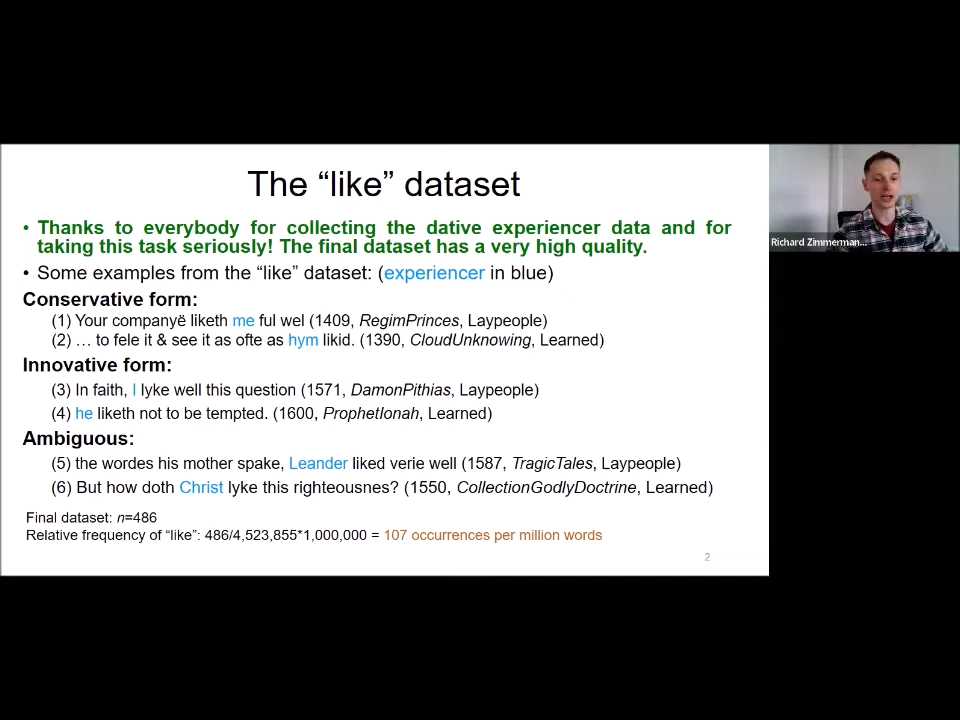 The “like” dataset
• Thanks to everybody for collecting the dative experiencer data and for
taking this task seriously! The final dataset has a very high quality.
• Some examples from the “like” dataset: (experiencer in blue)
Conservative form:
(1) Your companyë liketh me ful wel (1409, RegimPrinces, Laypeople)
(2) … to fele it & see it as ofte as hym likid. (1390, CloudUnknowing, Learned)
Innovative form:
(3) In faith, I lyke well this question (1571, DamonPithias, Laypeople)
(4) he liketh not to be tempted. (1600, ProphetIonah, Learned)
Ambiguous:
(5) the wordes his mother spake, Leander liked verie well (1587, TragicTales, Laypeople)
(6) But how doth Christ lyke this righteousnes? (1550, CollectionGodlyDoctrine, Learned)
Final dataset: n=486
Relative frequency of “like”: 486/4,523,855*1,000,000 = 107 occurrences per million words
2
Richard Zimmerman...